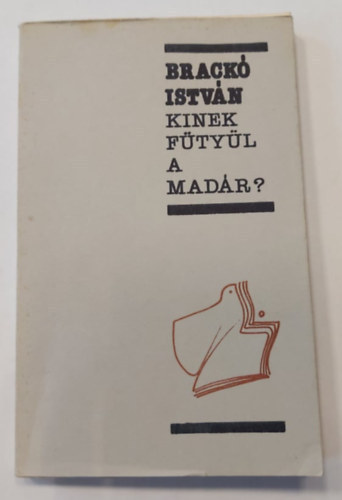 BRACKÓ
ISTVÁN
KINEK
FÜTYÜL
A
MADÁR?